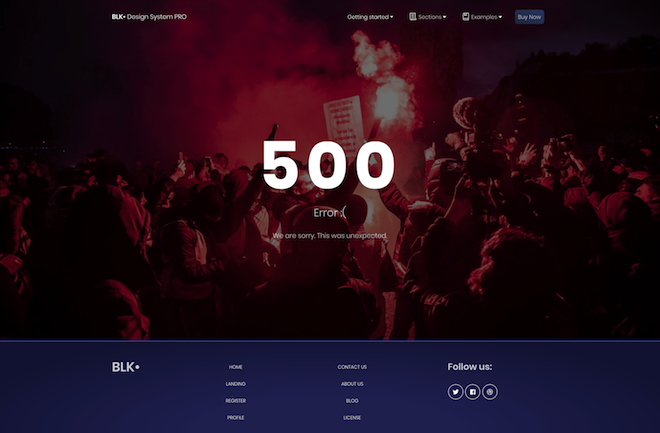 BLK• Design System PRO
Getting started
Sections
Examples
Buy Now
500
Error :(
We are sorry. This was unexpected.
BLK•
HOME
LANDING
REGISTER
PROFILE
CONTACT US
ABOUT US
BLOG
LICENSE
Follow us: